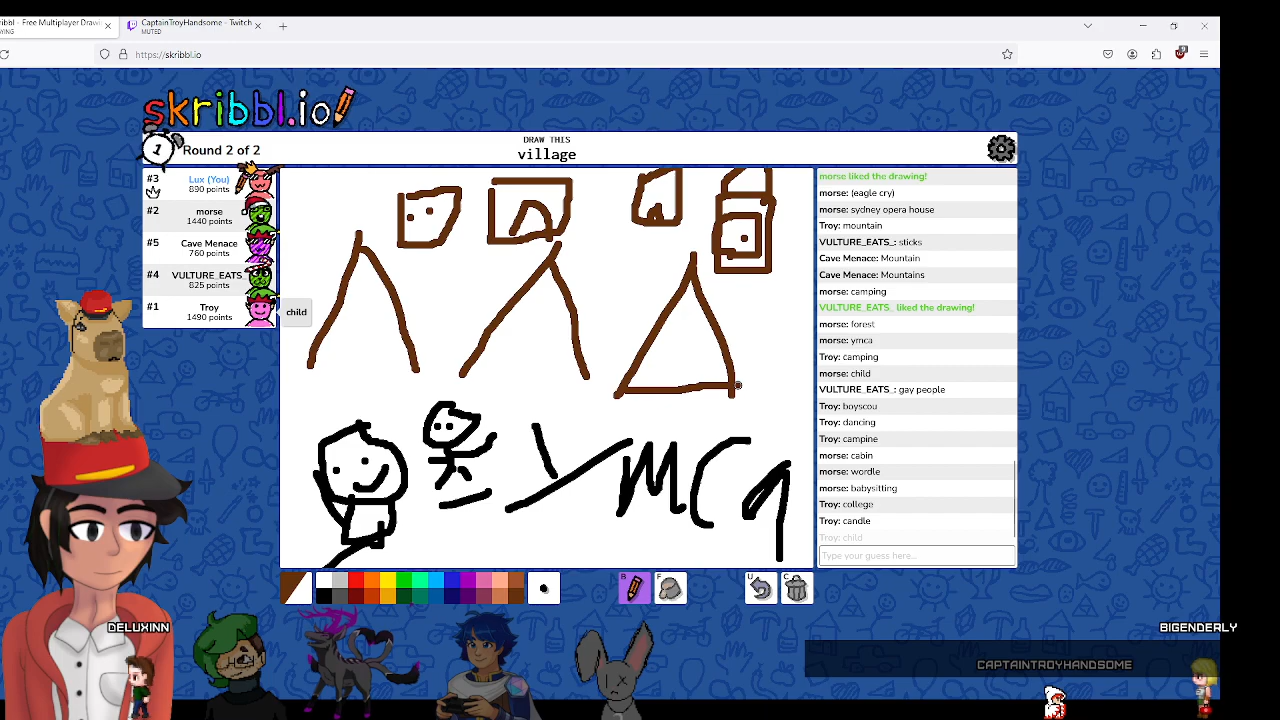 kribbl - Free Multiplayer Drawi
YING
CaptainTroyHandsome - Twitch
MUTED
https://skribbl.io
skribbl.io
1
Round 2 of 2
DRAW THIS
village
#3
Lux (You)
890 points
#2
morse
1440 points
#5
Cave Menace
760 points
#4
VULTURE_EATS
825 points
#1
Troy
1490 points
child
YMCA
morse liked the drawing!
morse: (eagle cry)
morse: sydney opera house
Troy: mountain
VULTURE_EATS_: sticks
Cave Menace: Mountain
Cave Menace: Mountains
morse: camping
VULTURE_EATS_ liked the drawing!
morse: forest
morse: ymca
Troy: camping
morse: child
VULTURE_EATS_: gay people
Troy: boyscou
Troy: dancing
Troy: campine
morse: cabin
morse: wordle
morse: babysitting
Troy: college
Troy: candle
Troy: child
Type your guess here...
B
F
U
C
DELUXINN
BIGENDERLY
CAPTAINTROYHANDSOME